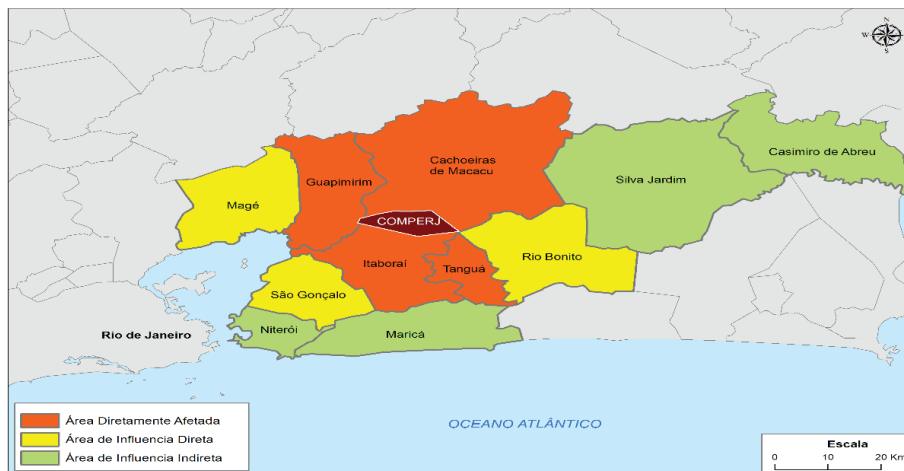 N
W
E
S
Casimiro de Abreu
Cachoeiras
de Macacu
Guapimirim
Silva Jardim
Magé
COMPERJ
Itaboraí
Tanguá
Rio Bonito
São Gonçalo
Niterói
Maricá
Rio de Janeiro
OCEANO ATLÂNTICO
Área Diretamente Afetada
Área de Influencia Direta
Área de Influencia Indireta
Escala
0 10 20 Km